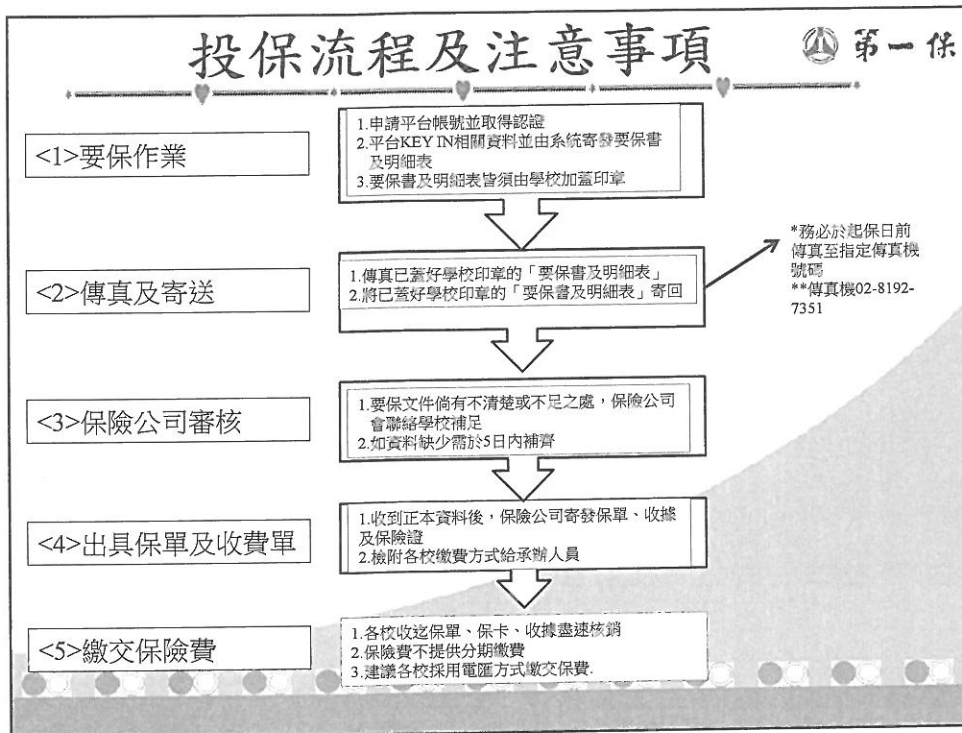 投保流程及注意事項
第一保
<1>要保作業
1.申請平台帳號並取得認證
2.平台KEY IN相關資料並由系統寄發要保書
及明細表
3.要保書及明細表皆須由學校加蓋印章
<2>傳真及寄送
1.傳真已蓋好學校印章的「要保書及明細表」
2.將已蓋好學校印章的「要保書及明細表」寄回
*務必於起保日前
傳真至指定傳真機
號碼
**傳真機02-8192-
7351
<3>保險公司審核
1.要保文件倘有不清楚或不足之處，保險公司
會聯絡學校補足
2.如資料缺少需於5日內補齊
<4>出具保單及收費單
1.收到正本資料後，保險公司寄發保單、收據
及保險證
2.檢附各校繳費方式給承辦人員
<5>繳交保險費
1.各校收迄保單、保卡、收據盡速核銷
2.保險費不提供分期繳費
3.建議各校採用電匯方式繳交保費.